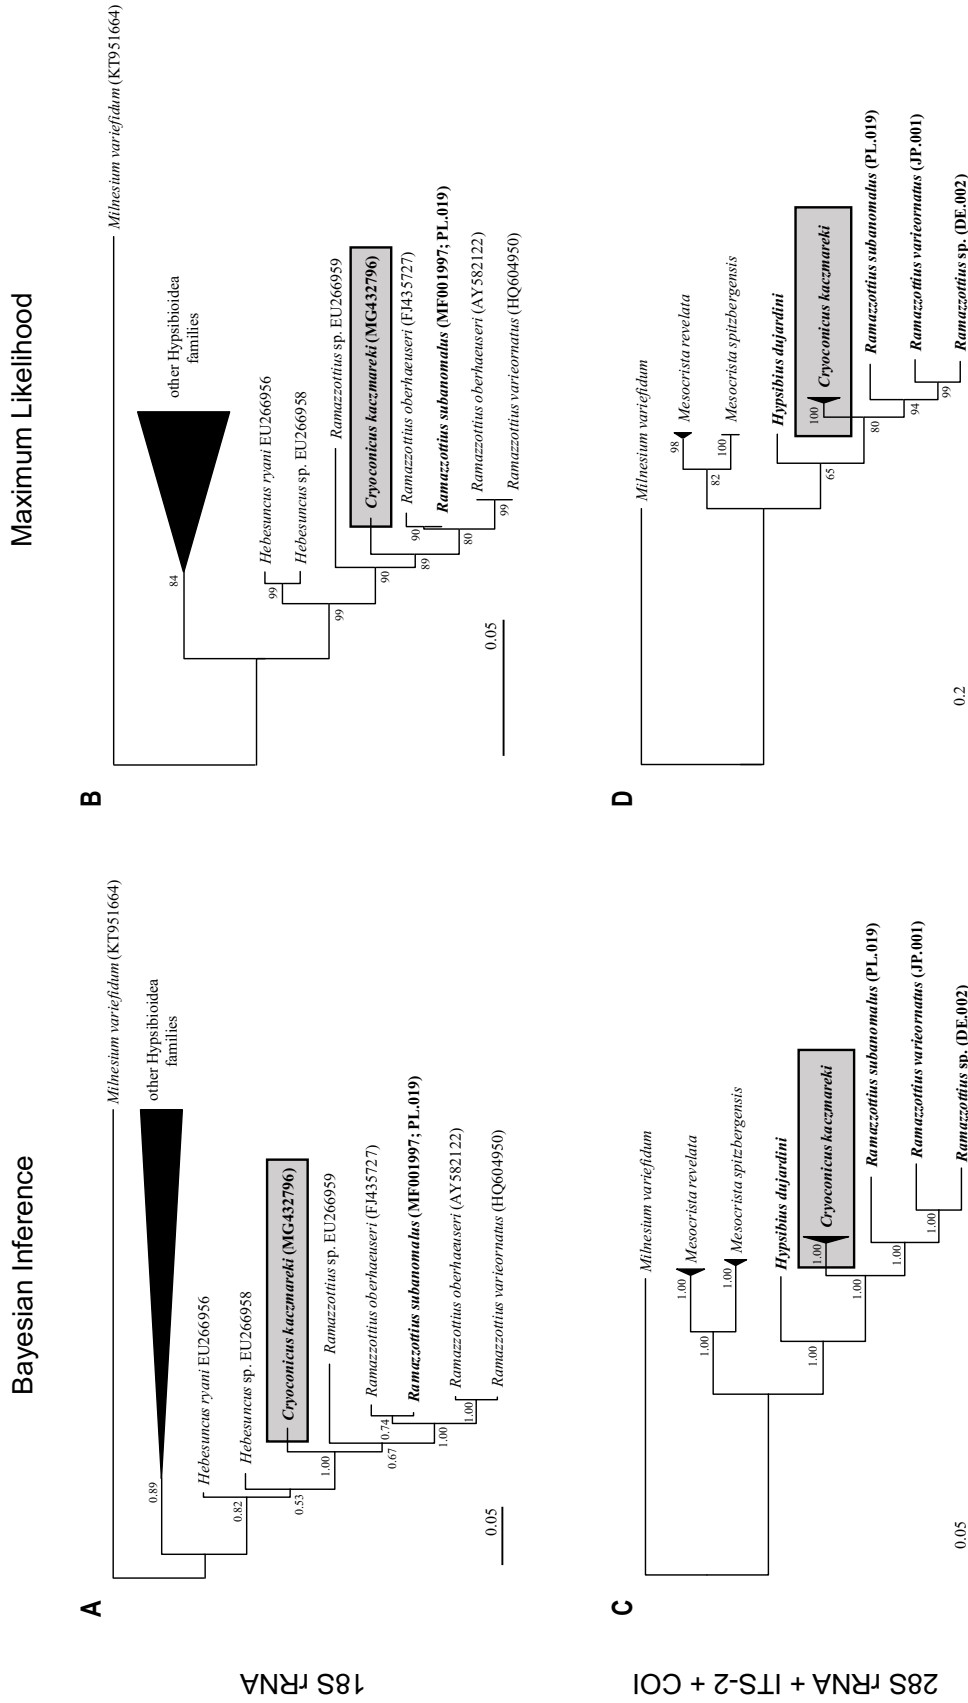 Bayesian Inference
Maximum Likelihood
18S rRNA
28S rRNA + ITS-2 + COI
A
Milnesium variefidum (KT951664)
other Hypsibioidea
families
0.89
Hebesuncus ryani EU266956
0.82
Hebesuncus sp. EU266958
0.53
Cryoconicus kaczmareki (MG432796)
1.00
Ramazzottius sp. EU266959
0.67
Ramazzottius oberhaeuseri (FJ435727)
0.74
Ramazzottius subanomalus (MF001997; PL.019)
1.00
Ramazzottius oberhaeuseri (AY582122)
1.00
Ramazzottius varieornatus (HQ604950)
0.05
B
Milnesium variefidum (KT951664)
other Hypsibioidea
families
84
Hebesuncus ryani EU266956
99
Hebesuncus sp. EU266958
99
Ramazzottius sp. EU266959
90
Cryoconicus kaczmareki (MG432796)
89
Ramazzottius oberhaeuseri (FJ435727)
90
Ramazzottius subanomalus (MF001997; PL.019)
80
Ramazzottius oberhaeuseri (AY582122)
99
Ramazzottius varieornatus (HQ604950)
0.05
C
Milnesium variefidum
1.00
Mesocrista revelata
1.00
1.00
Mesocrista spitzbergensis
Hypsibius dujardini
1.00
1.00
Cryoconicus kaczmareki
1.00
Ramazzottius subanomalus (PL.019)
1.00
Ramazzottius varieornatus (JP.001)
1.00
Ramazzottius sp. (DE.002)
0.05
D
Milnesium variefidum
98
Mesocrista revelata
82
100
Mesocrista spitzbergensis
Hypsibius dujardini
65
100
Cryoconicus kaczmareki
80
Ramazzottius subanomalus (PL.019)
94
Ramazzottius varieornatus (JP.001)
99
Ramazzottius sp. (DE.002)
0.2